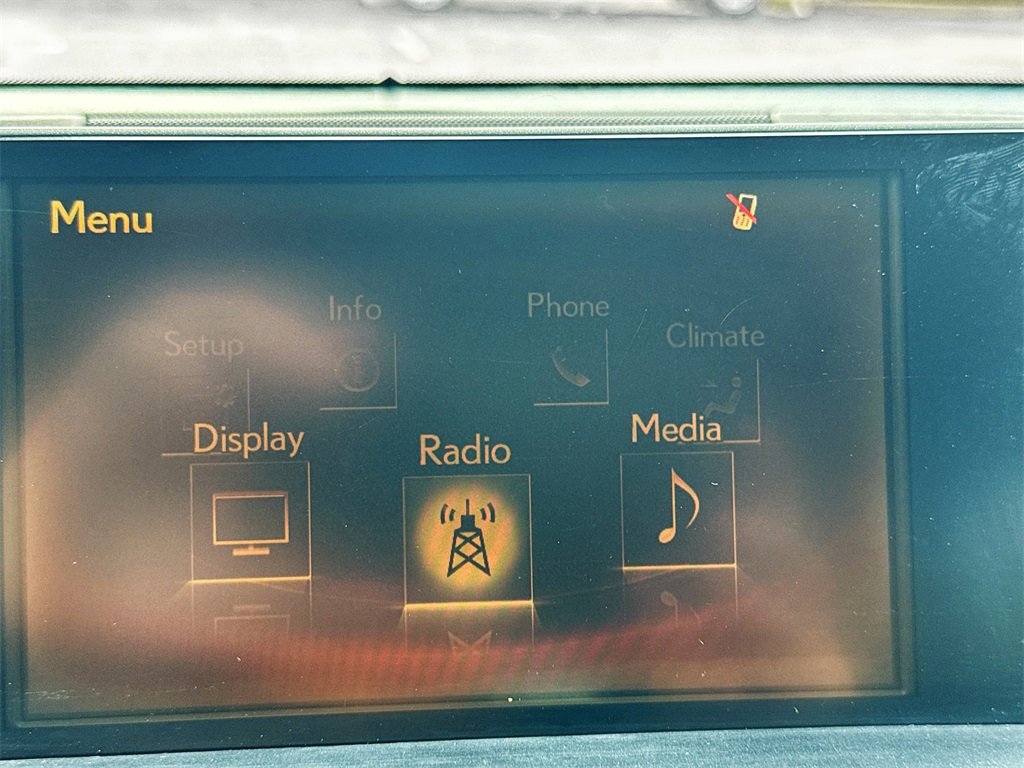 Menu
Info
Phone
Setup
Climate
Display
Radio
Media